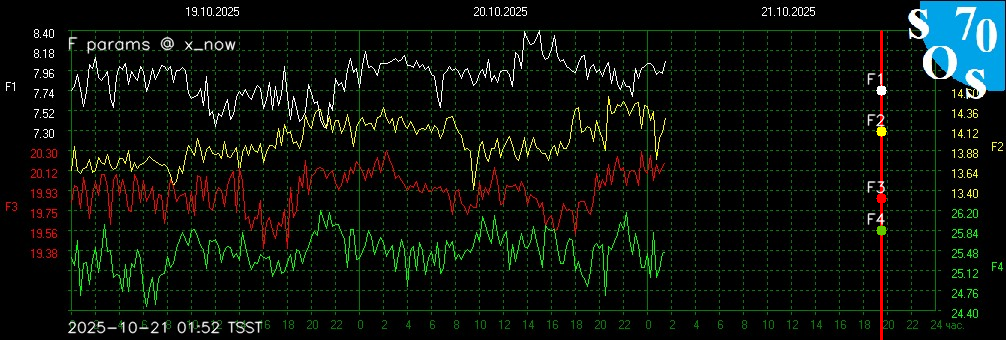 19.10.2025 20.10.2025 21.10.2025
S 70
O
S
F params @ x_now
8.40
8.18
7.96
7.74
7.52
7.30
F1
20.30
20.12
19.93
19.75
19.56
19.38
F3
F1
F2
F3
F4
14.60
14.36
14.12
13.88
13.64
13.40
F2
26.20
25.84
25.48
25.12
24.76
24.40
F4
2025-10-21 01:52 TSST
20 22 0 2 4 6 8 10 12 14 16 18 20 22 0 2 4 6 8 10 12 14 16 18 20 22 24 час.